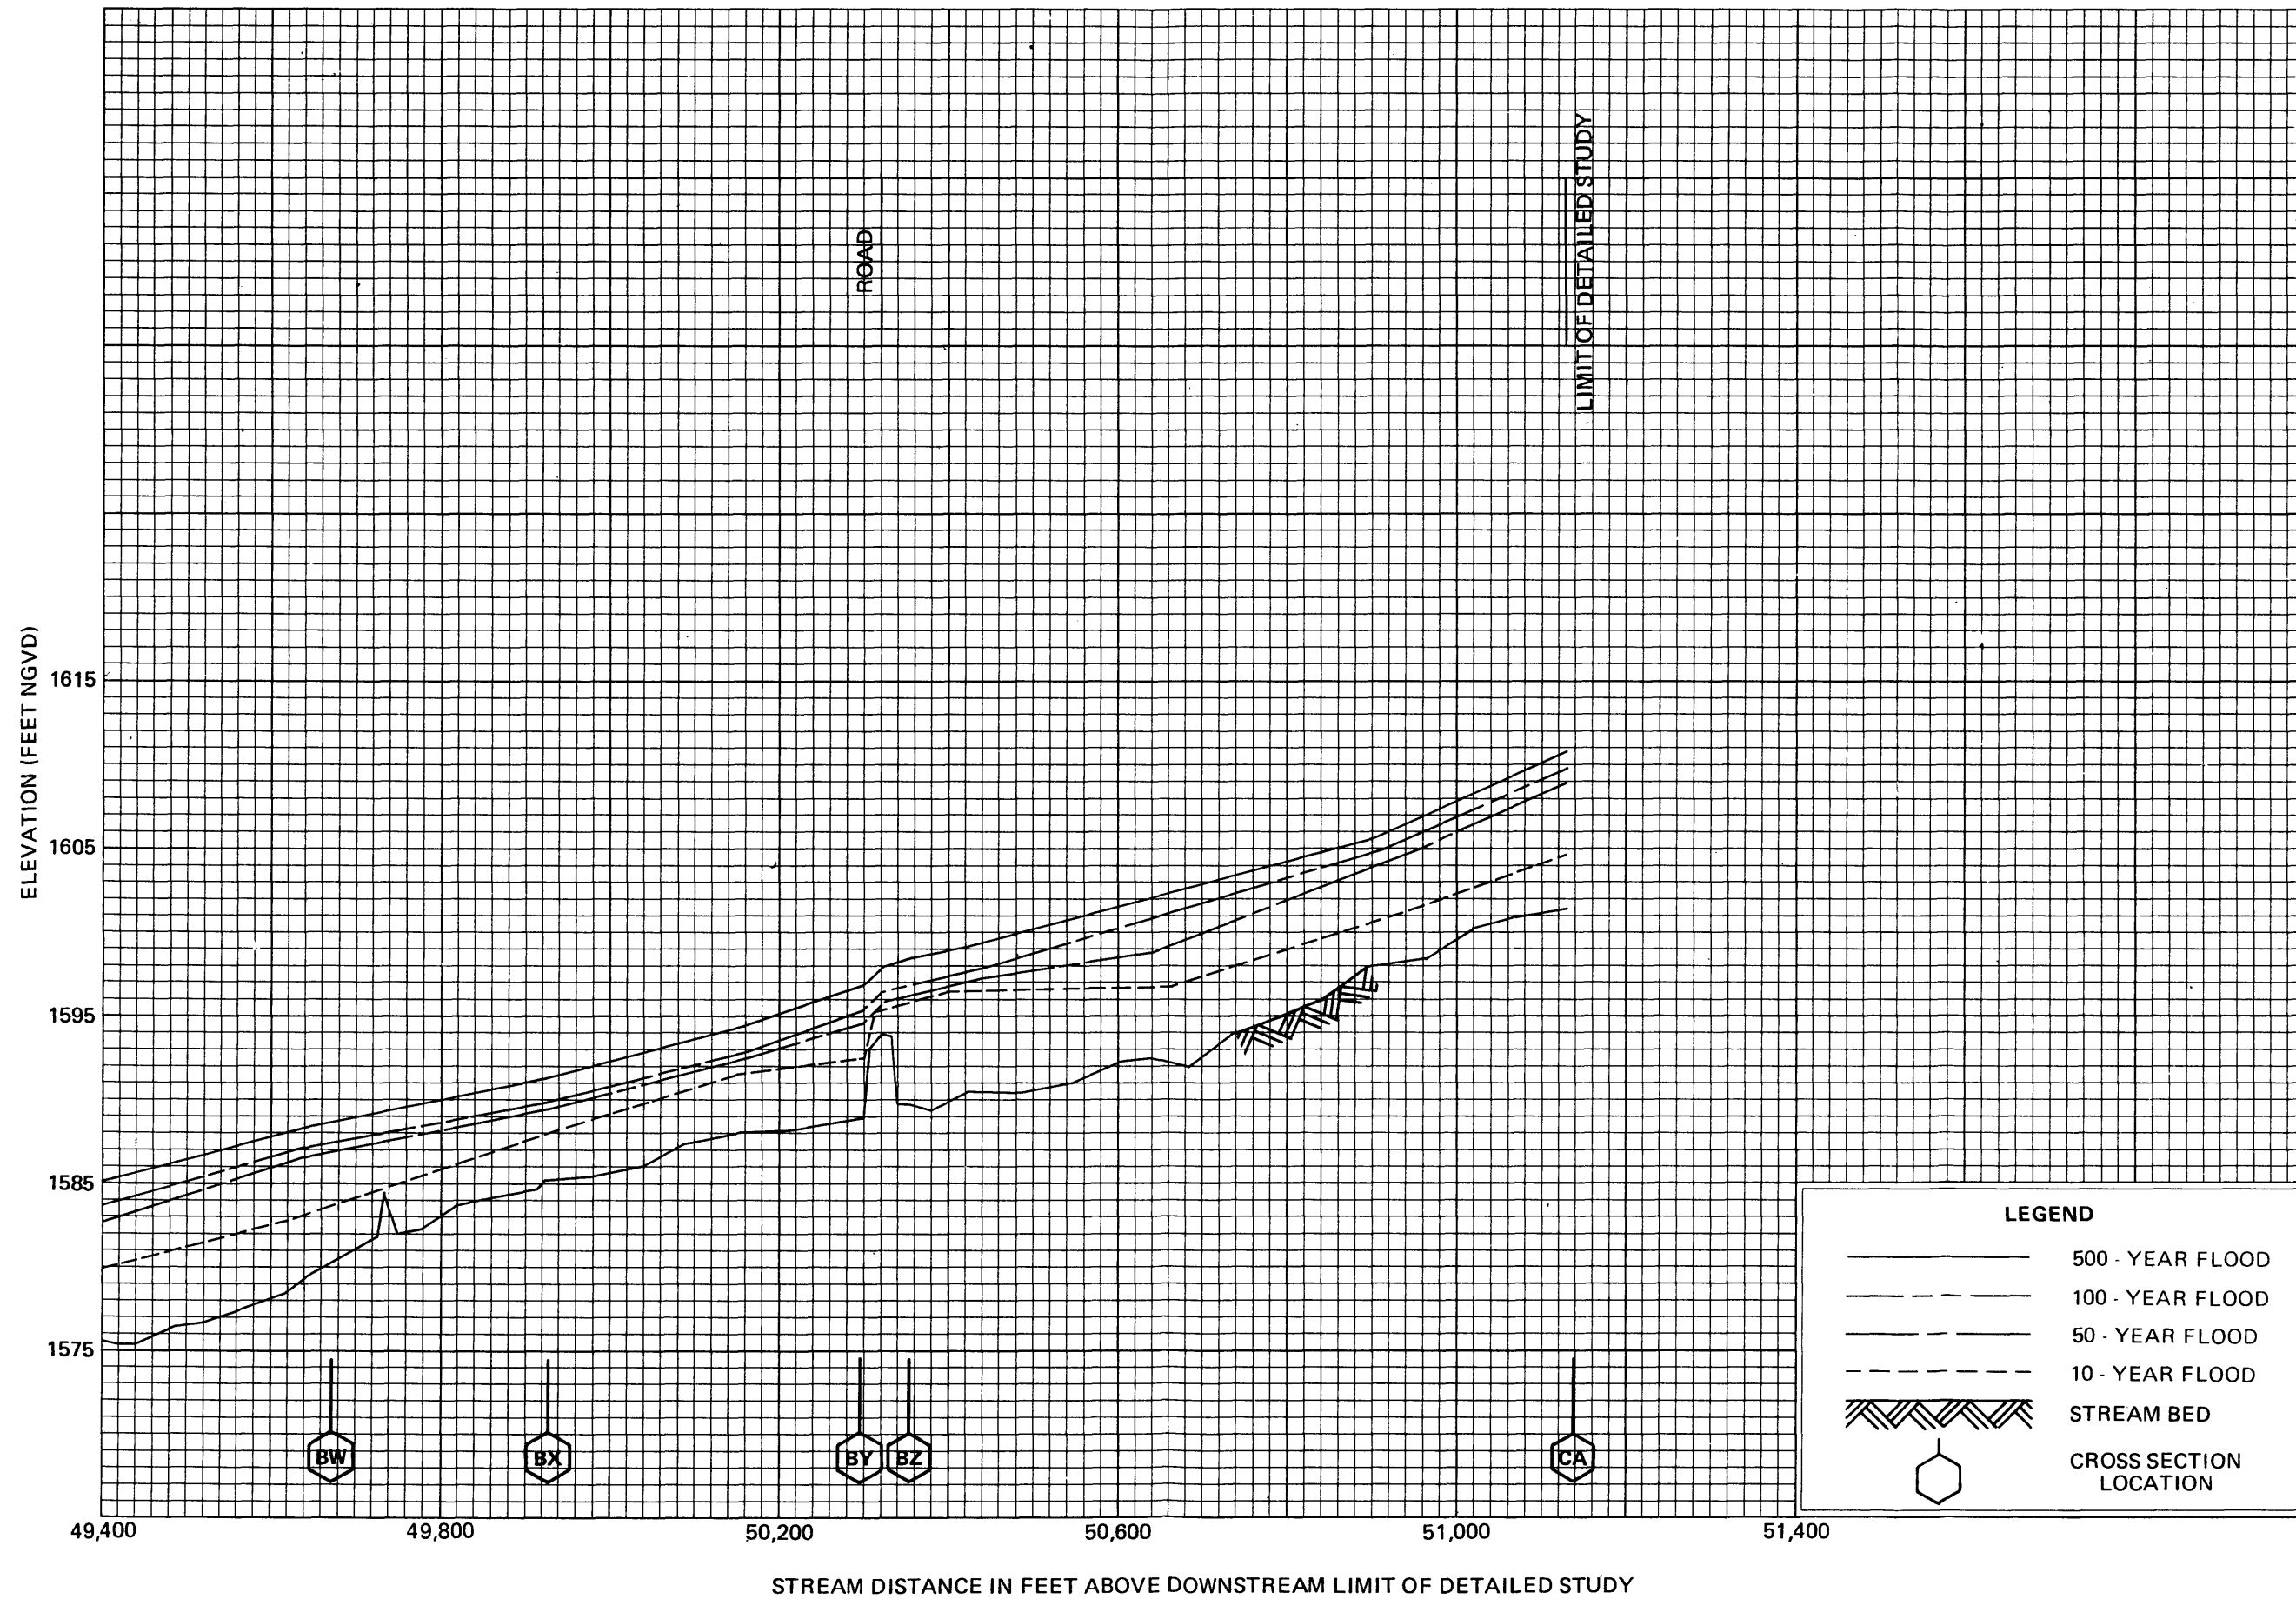 ROAD
LIMIT OF DETAILED STUDY
ELEVATION (FEET NGVD)
1615
1605
1595
1585
1575
BW
BX
BY
BZ
CA
49,400
49,800
50,200
50,600
51,000
51,400
STREAM DISTANCE IN FEET ABOVE DOWNSTREAM LIMIT OF DETAILED STUDY
LEGEND
500 - YEAR FLOOD
100 - YEAR FLOOD
50 - YEAR FLOOD
10 - YEAR FLOOD
STREAM BED
CROSS SECTION
LOCATION